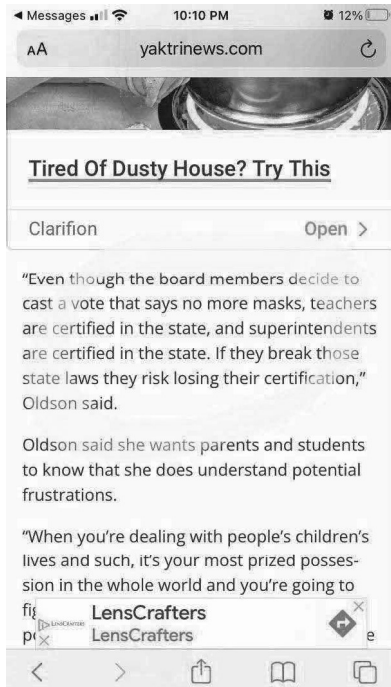 Messages
10:10 PM
12%
AA
yaktrinews.com
Tired Of Dusty House? Try This
Clarifion
Open >
“Even though the board members decide to
cast a vote that says no more masks, teachers
are certified in the state, and superintendents
are certified in the state. If they break those
state laws they risk losing their certification,”
Oldson said.
Oldson said she wants parents and students
to know that she does understand potential
frustrations.
“When you’re dealing with people’s children’s
lives and such, it’s your most prized posses-
sion in the whole world and you’re going to
LensCrafters
LensCrafters
LensCrafters